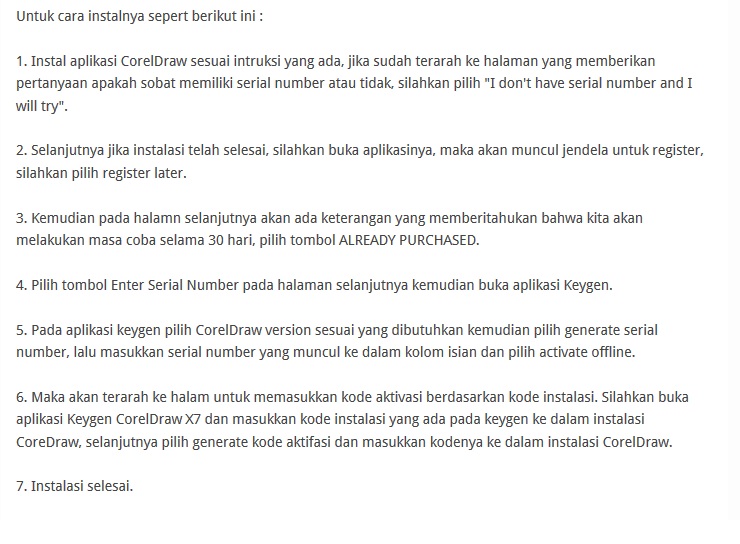 Untuk cara instalnya sepert berikut ini :
1. Instal aplikasi CorelDraw sesuai intruksi yang ada, jika sudah terarah ke halaman yang memberikan
pertanyaan apakah sobat memiliki serial number atau tidak, silahkan pilih "I don't have serial number and I
will try".
2. Selanjutnya jika instalasi telah selesai, silahkan buka aplikasinya, maka akan muncul jendela untuk register,
silahkan pilih register later.
3. Kemudian pada halamn selanjutnya akan ada keterangan yang memberitahukan bahwa kita akan
melakukan masa coba selama 30 hari, pilih tombol ALREADY PURCHASED.
4. Pilih tombol Enter Serial Number pada halaman selanjutnya kemudian buka aplikasi Keygen.
5. Pada aplikasi keygen pilih CorelDraw version sesuai yang dibutuhkan kemudian pilih generate serial
number, lalu masukkan serial number yang muncul ke dalam kolom isian dan pilih activate offline.
6. Maka akan terarah ke halam untuk memasukkan kode aktivasi berdasarkan kode instalasi. Silahkan buka
aplikasi Keygen CorelDraw X7 dan masukkan kode instalasi yang ada pada keygen ke dalam instalasi
CoreDraw, selanjutnya pilih generate kode aktifasi dan masukkan kodenya ke dalam instalasi CorelDraw.
7. Instalasi selesai.